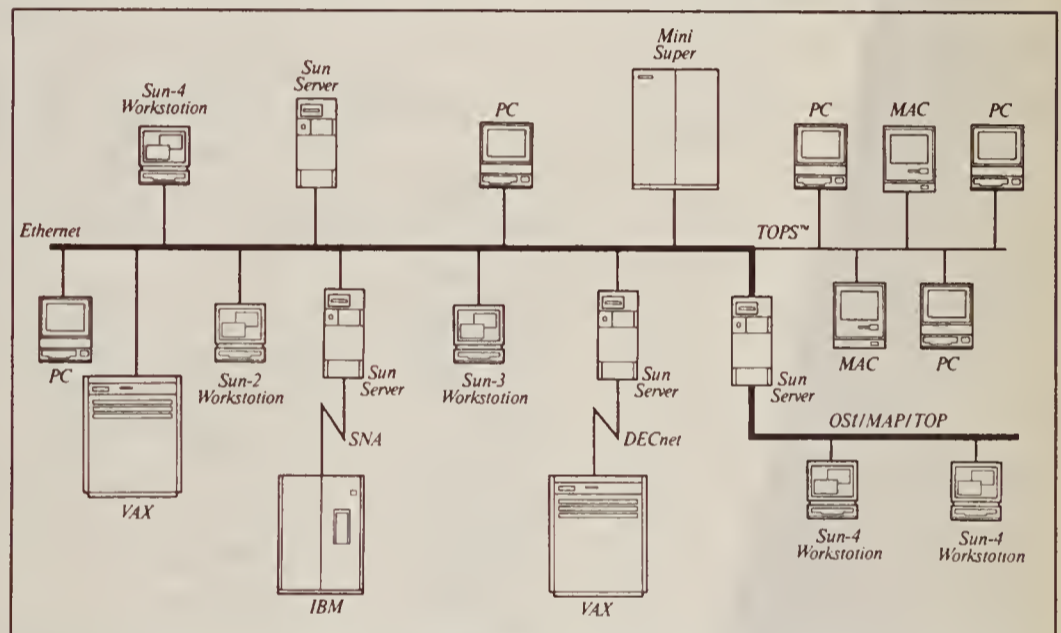 Mini
Super
Sun
Server
Sun-4
Workstation
PC
PC
MAC
PC
Ethernet
TOPS™
PC
Sun-2
Workstation
Sun
Server
Sun-3
Workstation
Sun
Server
Sun
Server
MAC
PC
SNA
DECnet
OSI/MAP/TOP
VAX
IBM
VAX
Sun-4
Workstation
Sun-4
Workstation